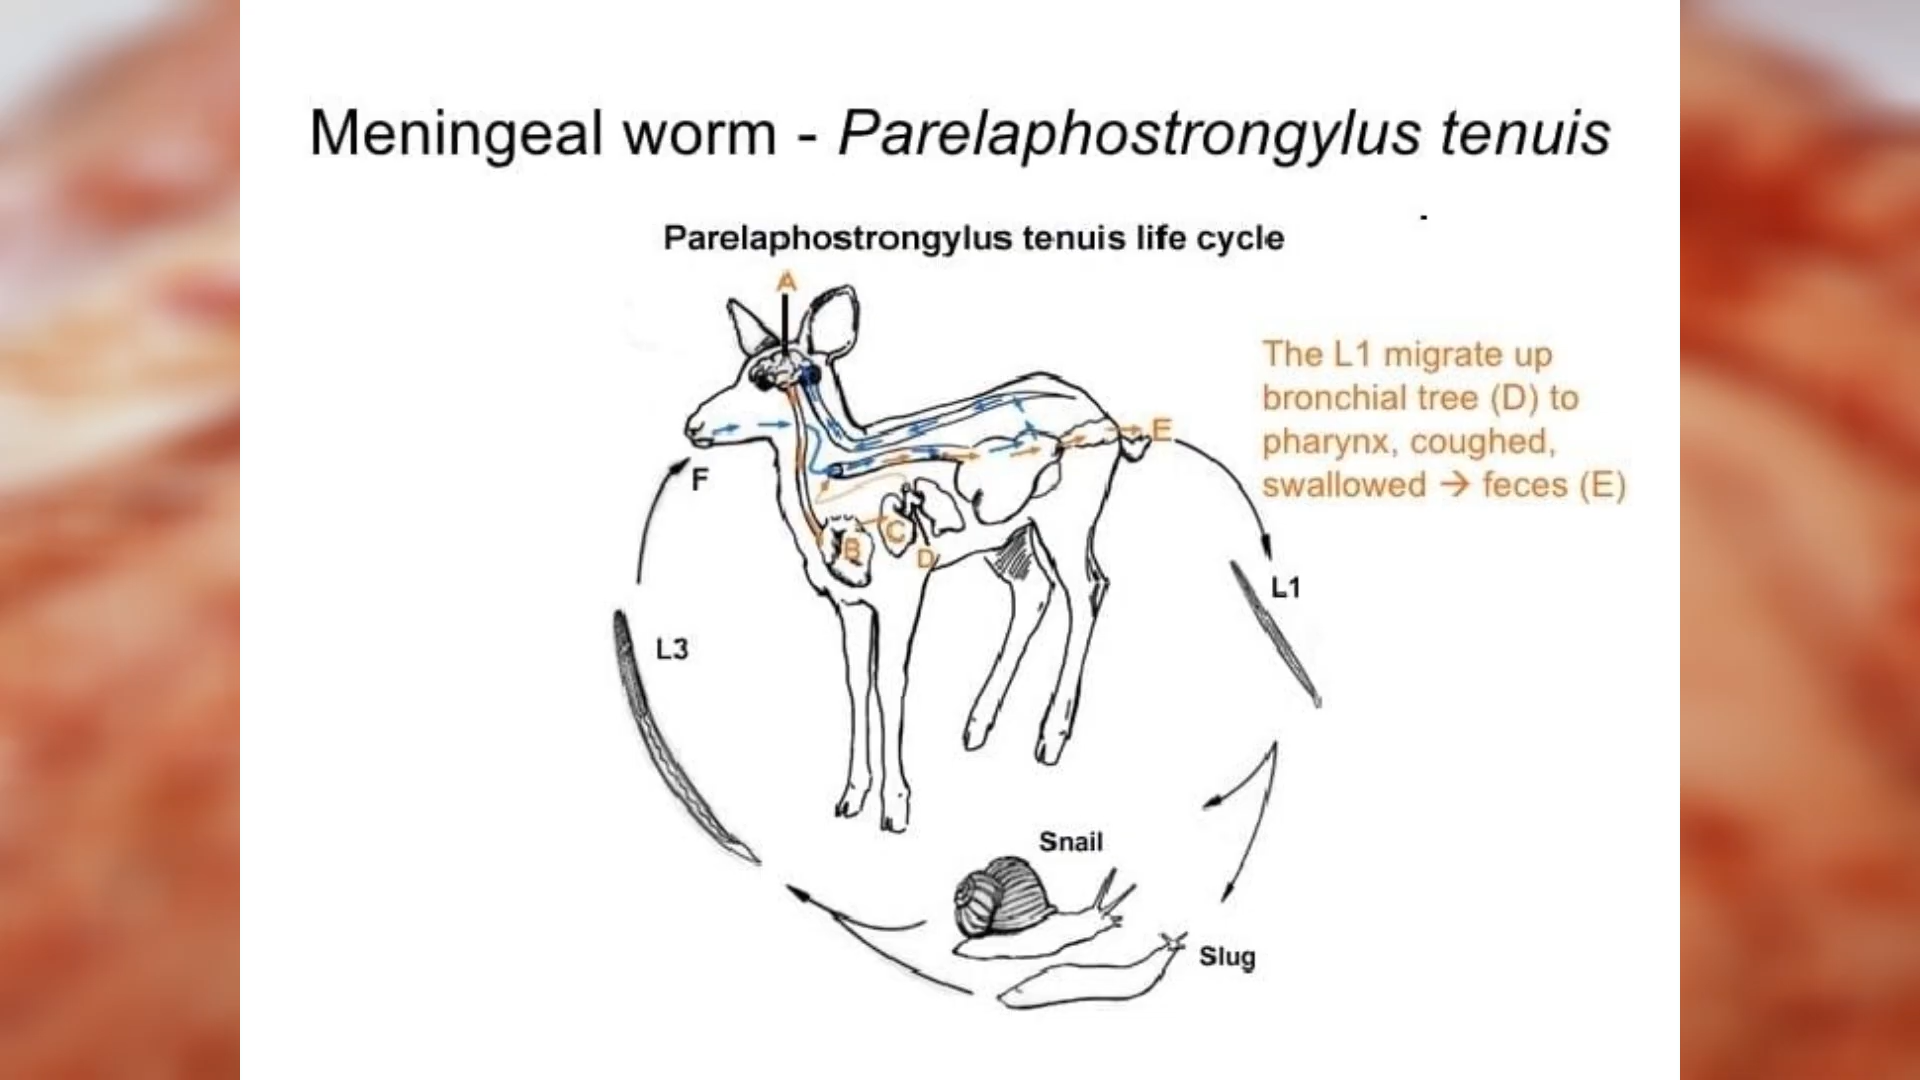 Meningeal worm - Parelaphostrongylus tenuis
Parelaphostrongylus tenuis life cycle
A
The L1 migrate up
bronchial tree (D) to
pharynx, coughed,
swallowed → feces (E)
E
F
B
C
D
L1
L3
Snail
Slug